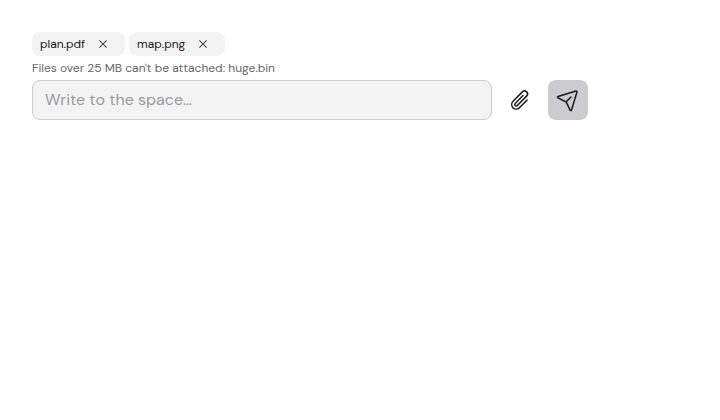 plan.pdf map.png
Files over 25 MB can't be attached: huge.bin
Write to the space...